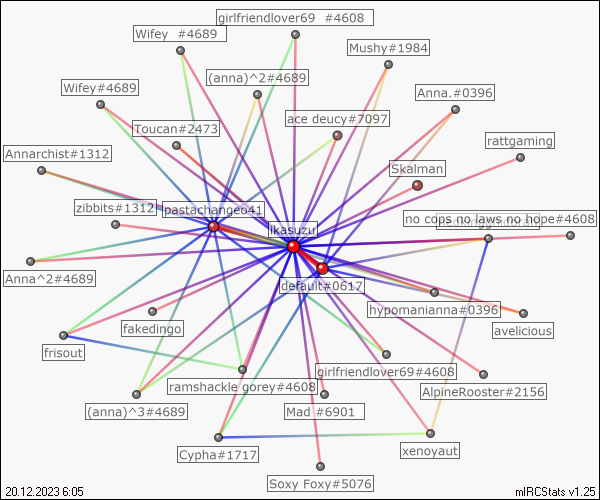 girlfriendlover69 #4608
Wifey #4689
Mushy#1984
(anna)^2#4689
Wifey#4689
Anna.#0396
ace deucy#7097
Toucan#2473
rattgaming
Annarchist#1312
Skalman
zibbits#1312
pastachange641
no cops no laws no hope#4608
ikasuzu
Anna^2#4689
default#0617
hypomanianna#0396
avelicious
fakedingo
frisout
girlfriendlover69#4608
ramshackle gorey#4608
AlpineRooster#2156
(anna)^3#4689
Mad #6901
Cypha#1717
xenoyaut
Soxy Foxy#5076
20.12.2023 6:05
mIRCStats v1.25